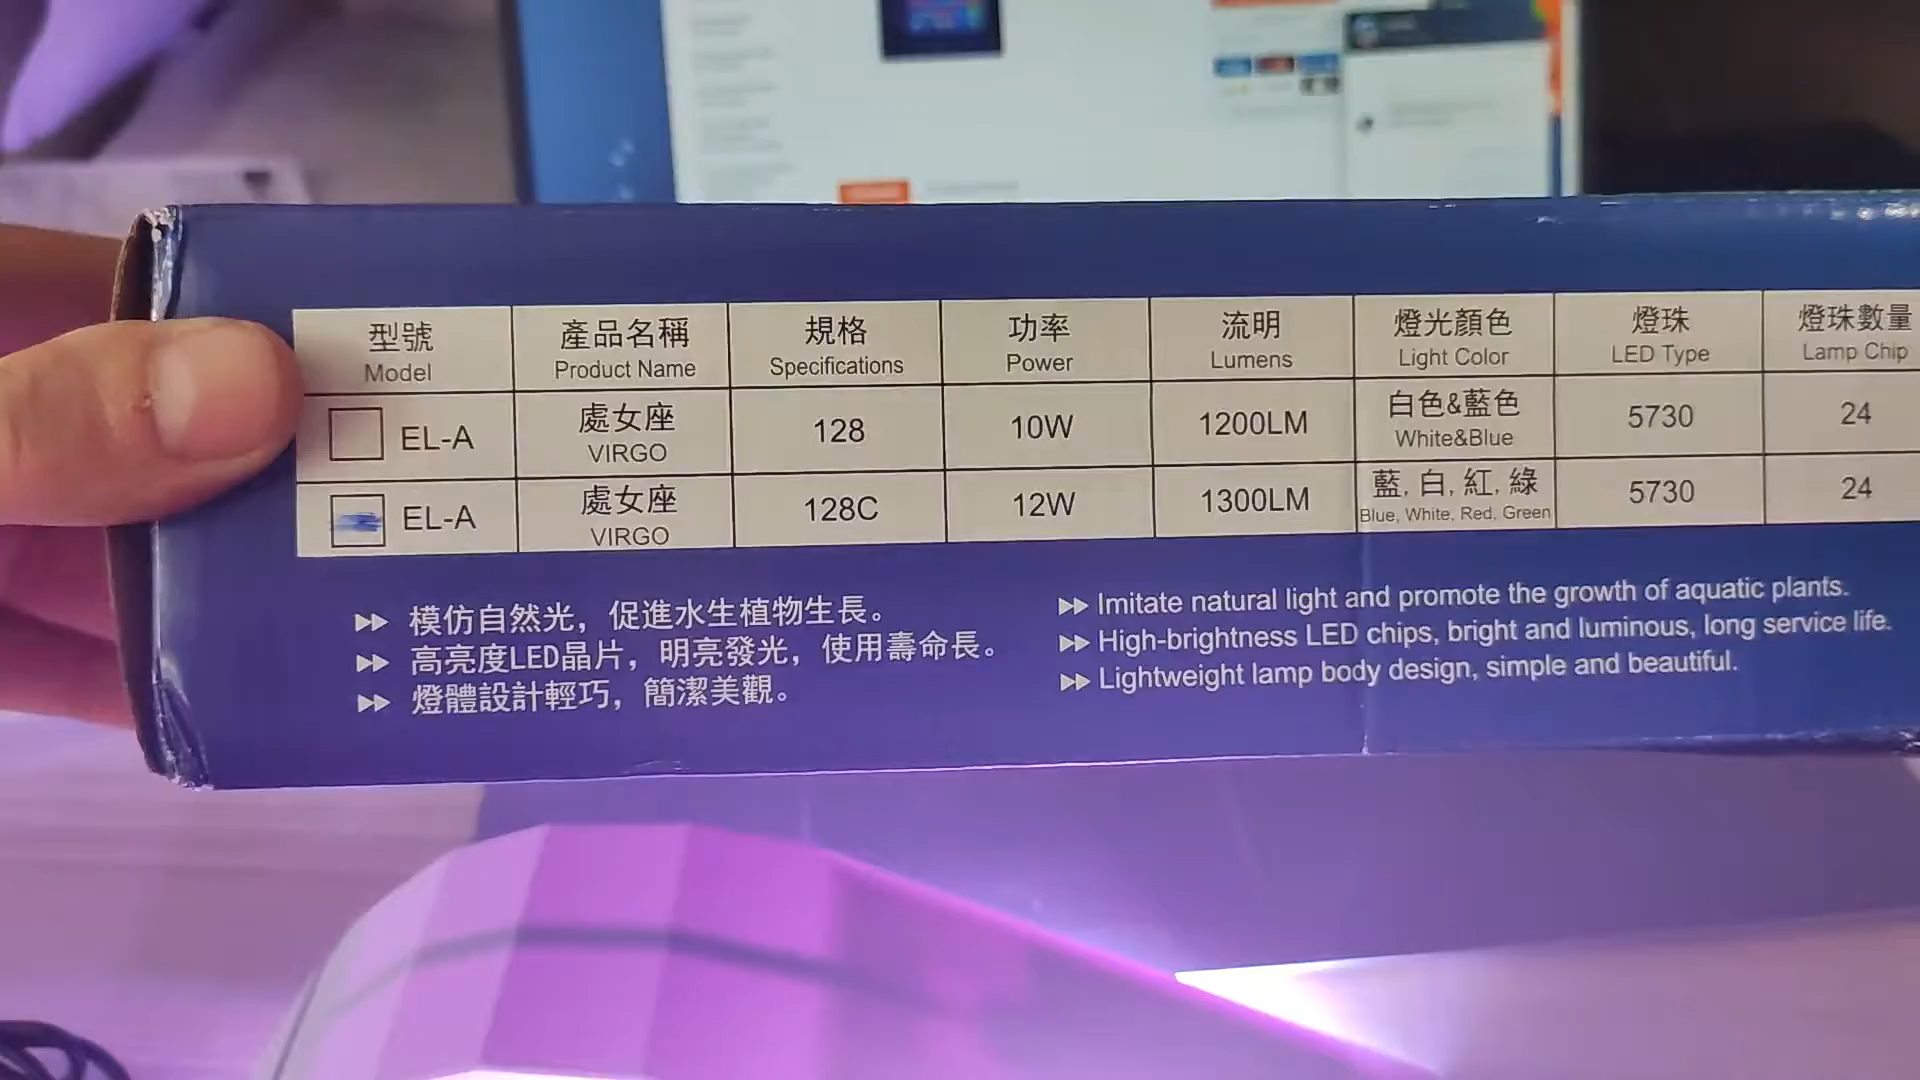 型號 產品名稱 規格 功率 流明 燈光顏色 燈珠 燈珠數量
Model Product Name Specifications Power Lumens Light Color LED Type Lamp Chip
EL-A 處女座 VIRGO 128 10W 1200LM 白色&藍色 White&Blue 5730 24
EL-A 處女座 VIRGO 128C 12W 1300LM 藍, 白, 紅, 綠 Blue, White, Red, Green 5730 24
模仿自然光，促進水生植物生長。
高亮度LED晶片，明亮發光，使用壽命長。
燈體設計輕巧，簡潔美觀。
Imitate natural light and promote the growth of aquatic plants.
High-brightness LED chips, bright and luminous, long service life.
Lightweight lamp body design, simple and beautiful.